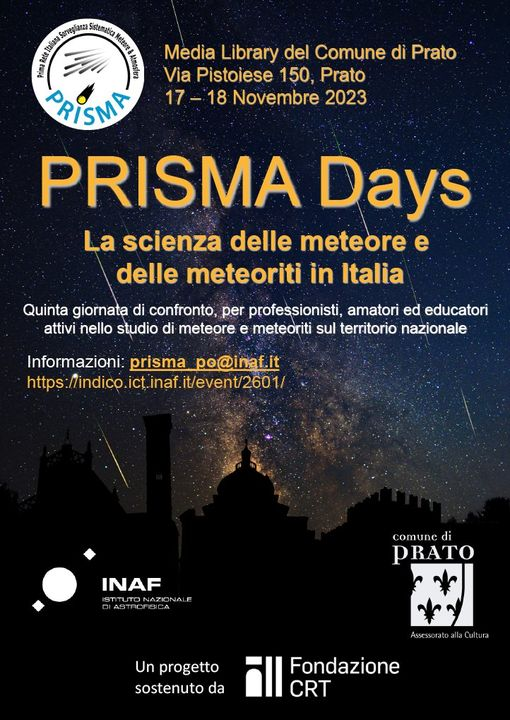 Prima Rete Italiana Sorveglianza Sistematica Meteore & Atmosfera
PRISMA
Media Library del Comune di Prato
Via Pistoiese 150, Prato
17 – 18 Novembre 2023
PRISMA Days
La scienza delle meteore e
delle meteoriti in Italia
Quinta giornata di confronto, per professionisti, amatori ed educatori
attivi nello studio di meteore e meteoriti sul territorio nazionale
Informazioni: prisma_po@inaf.it
https://indico.ict.inaf.it/event/2601/
INAF
ISTITUTO NAZIONALE
DI ASTROFISICA
comune di
PRATO
Assessorato alla Cultura
Un progetto
sostenuto da
Fondazione
CRT